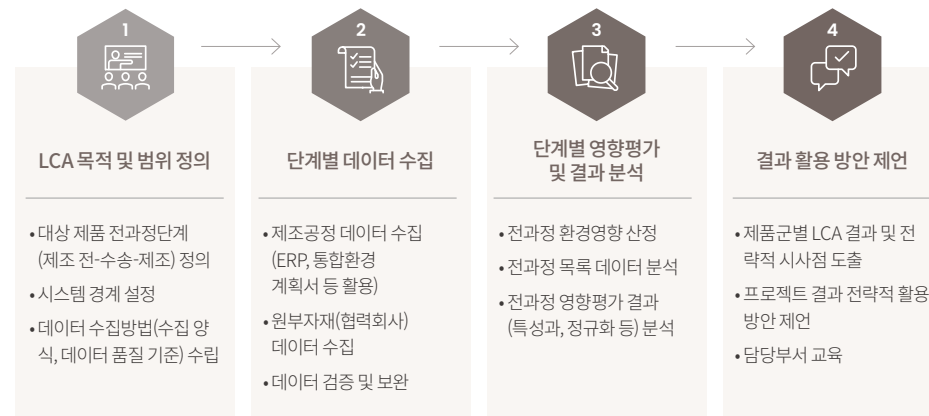 1
LCA 목적 및 범위 정의
• 대상 제품 전과정단계
(제조 전-수송-제조) 정의
• 시스템 경계 설정
• 데이터 수집방법(수집 양
식, 데이터 품질 기준) 수립
2
단계별 데이터 수집
• 제조공정 데이터 수집
(ERP, 통합환경
계획서 등 활용)
• 원부자재(협력회사)
데이터 수집
• 데이터 검증 및 보완
3
단계별 영향평가
및 결과 분석
• 전과정 환경영향 산정
• 전과정 목록 데이터 분석
• 전과정 영향평가 결과
(특성과, 정규화 등) 분석
4
결과 활용 방안 제언
• 제품군별 LCA 결과 및 전
략적 시사점 도출
• 프로젝트 결과 전략적 활용
방안 제언
• 담당부서 교육